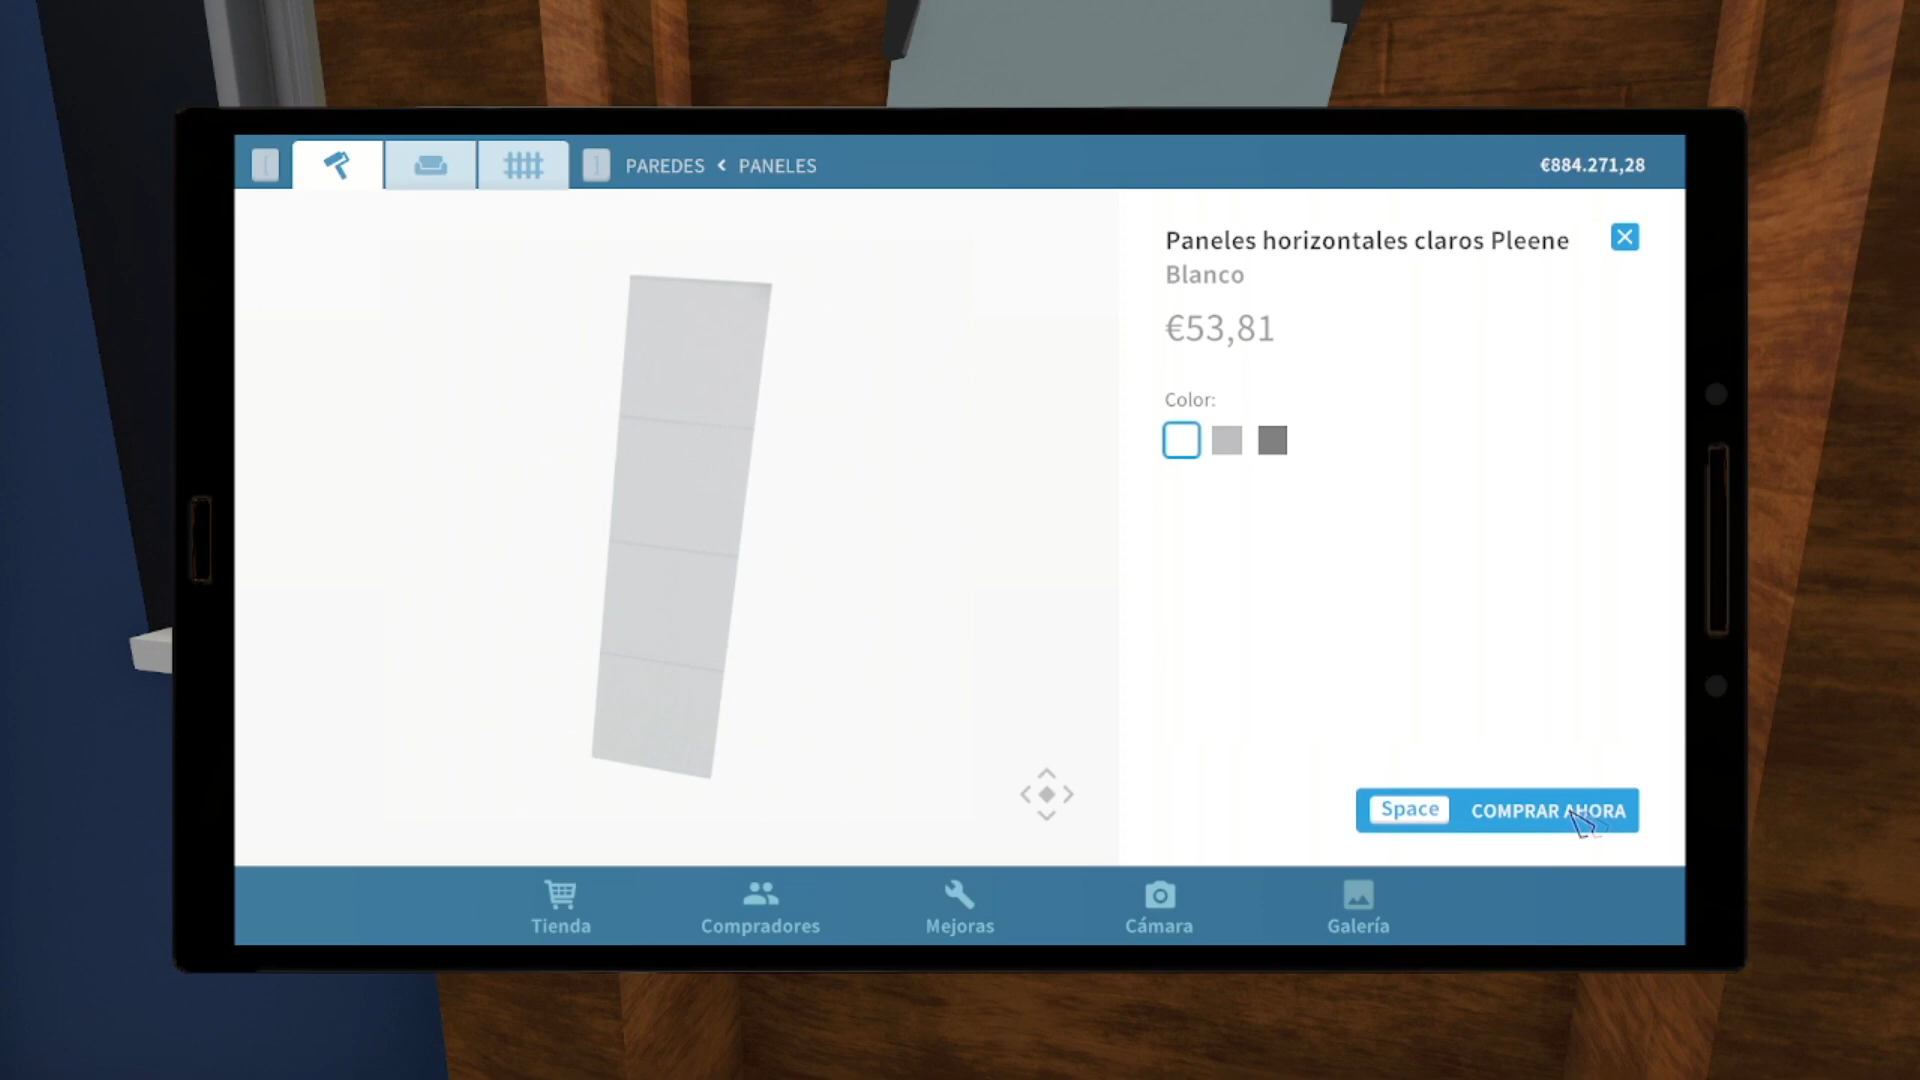 [ ] PAREDES < PANELES €884.271,28
Paneles horizontales claros Pleene
Blanco
€53,81
Color:
Space COMPRAR AHORA
Tienda Compradores Mejoras Cámara Galería